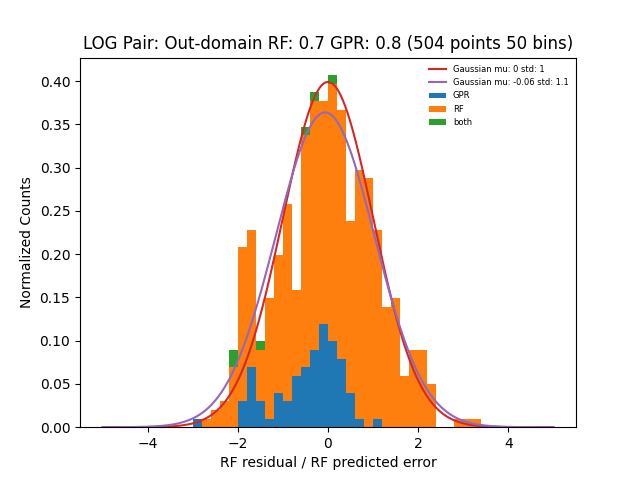 LOG Pair: Out-domain RF: 0.7 GPR: 0.8 (504 points 50 bins)
Gaussian mu: 0 std: 1
Gaussian mu: -0.06 std: 1.1
GPR
RF
both
Normalized Counts
0.40
0.35
0.30
0.25
0.20
0.15
0.10
0.05
0.00
−4 −2 0 2 4
RF residual / RF predicted error